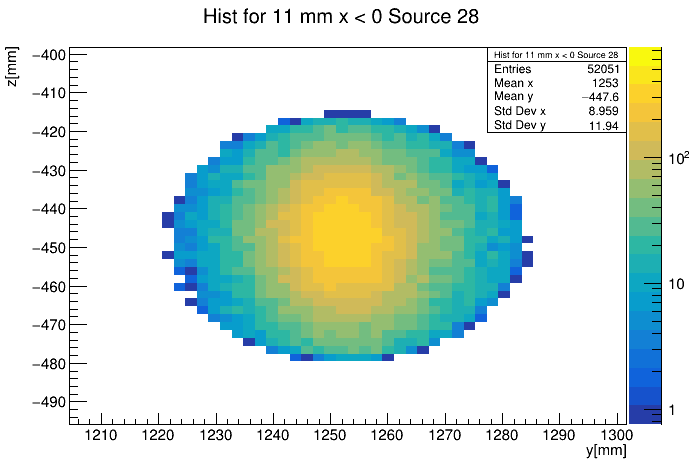 Hist for 11 mm x < 0 Source 28
z[mm]
Hist for 11 mm x < 0 Source 28
Entries 52051
Mean x 1253
Mean y −447.6
Std Dev x 8.959
Std Dev y 11.94
−400
−410
−420
−430
−440
−450
−460
−470
−480
−490
10²
10
1
1210 1220 1230 1240 1250 1260 1270 1280 1290 1300
y[mm]